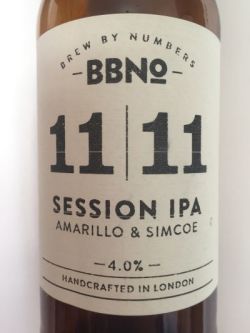 BREW BY NUMBERS
— BBNo —
11|11
SESSION IPA
AMARILLO & SIMCOE
— 4.0% —
HANDCRAFTED IN LONDON